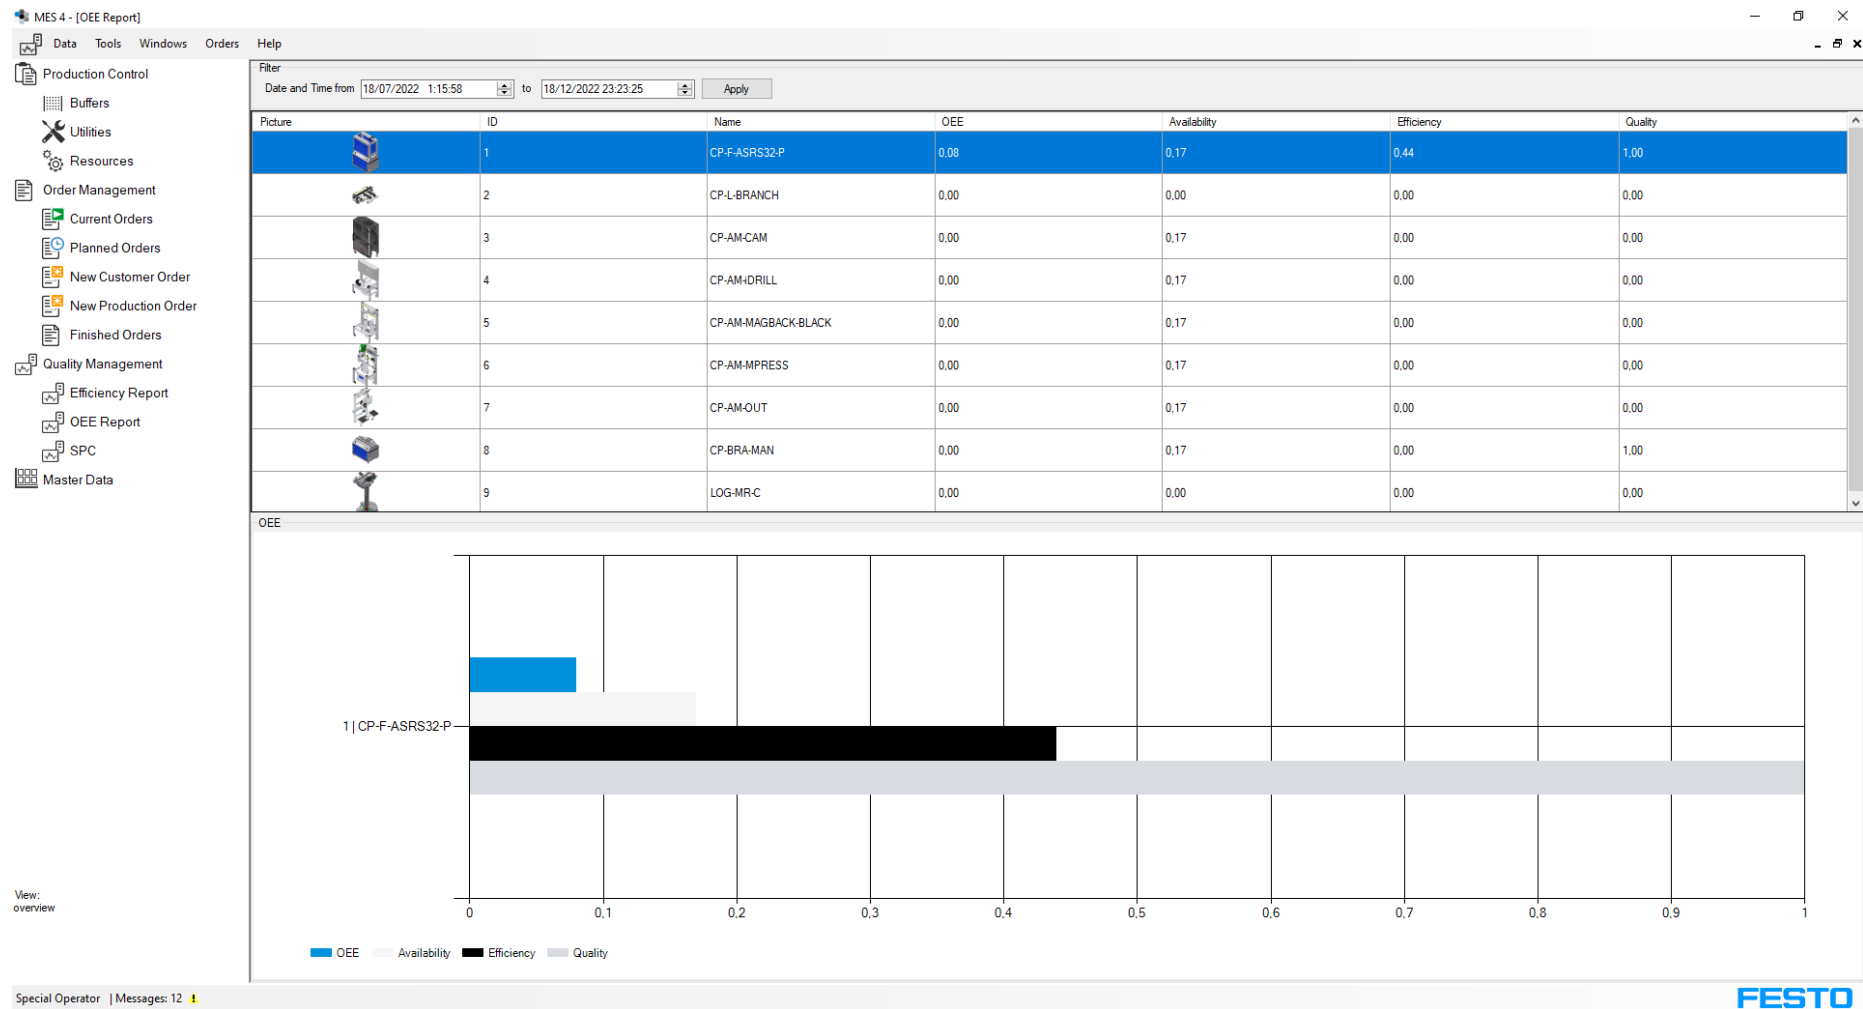 MES 4 - [OEE Report]
Data Tools Windows Orders Help
Production Control
Buffers
Utilities
Resources
Order Management
Current Orders
Planned Orders
New Customer Order
New Production Order
Finished Orders
Quality Management
Efficiency Report
OEE Report
SPC
Master Data
View:
overview
Filter
Date and Time from 18/07/2022 1:15:58 to 18/12/2022 23:23:25 Apply
Picture ID Name OEE Availability Efficiency Quality
1 CP-F-ASRS32-P 0,08 0,17 0,44 1,00
2 CP-L-BRANCH 0,00 0,00 0,00 0,00
3 CP-AM-CAM 0,00 0,17 0,00 0,00
4 CP-AM-iDRILL 0,00 0,17 0,00 0,00
5 CP-AM-MAGBACK-BLACK 0,00 0,17 0,00 0,00
6 CP-AM-MPRESS 0,00 0,17 0,00 0,00
7 CP-AM-OUT 0,00 0,17 0,00 0,00
8 CP-BRA-MAN 0,00 0,17 0,00 1,00
9 LOG-MR-C 0,00 0,00 0,00 0,00
OEE
1 | CP-F-ASRS32-P
0 0,1 0,2 0,3 0,4 0,5 0,6 0,7 0,8 0,9 1
OEE Availability Efficiency Quality
Special Operator | Messages: 12 !
FESTO